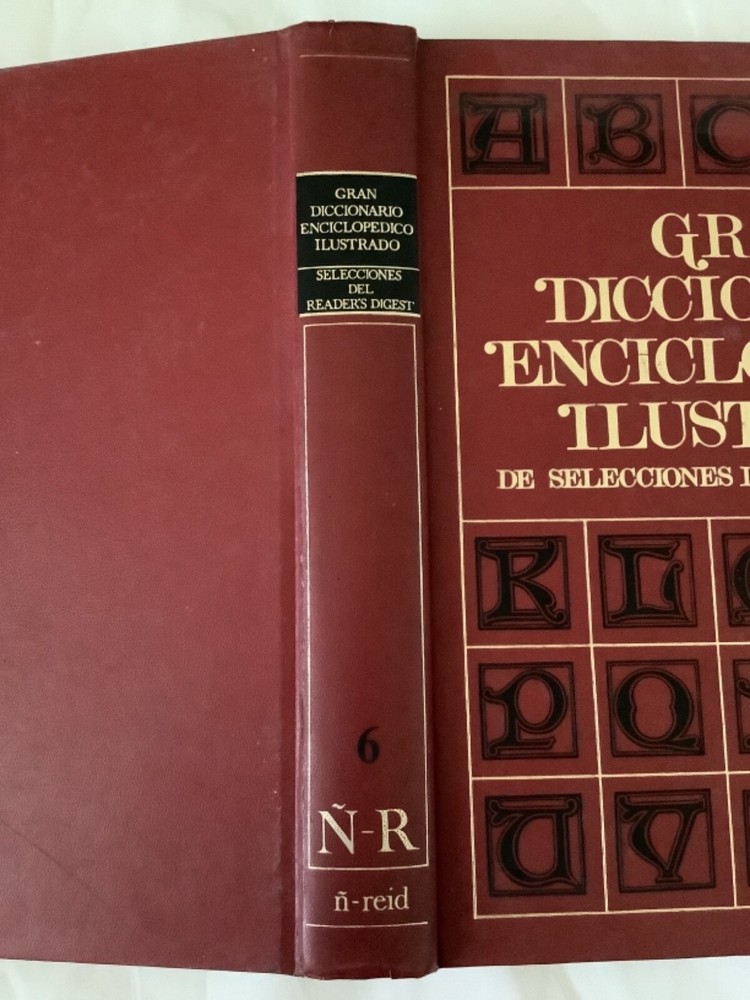 GRAN
DICCIONARIO
ENCICLOPEDICO
ILUSTRADO
SELECCIONES
DEL
READER'S DIGEST
6
Ñ-R
ñ-reid
A B C
GR
DICCIO
ENCICLO
ILUST
DE SELECCIONES
K L
P Q
U V